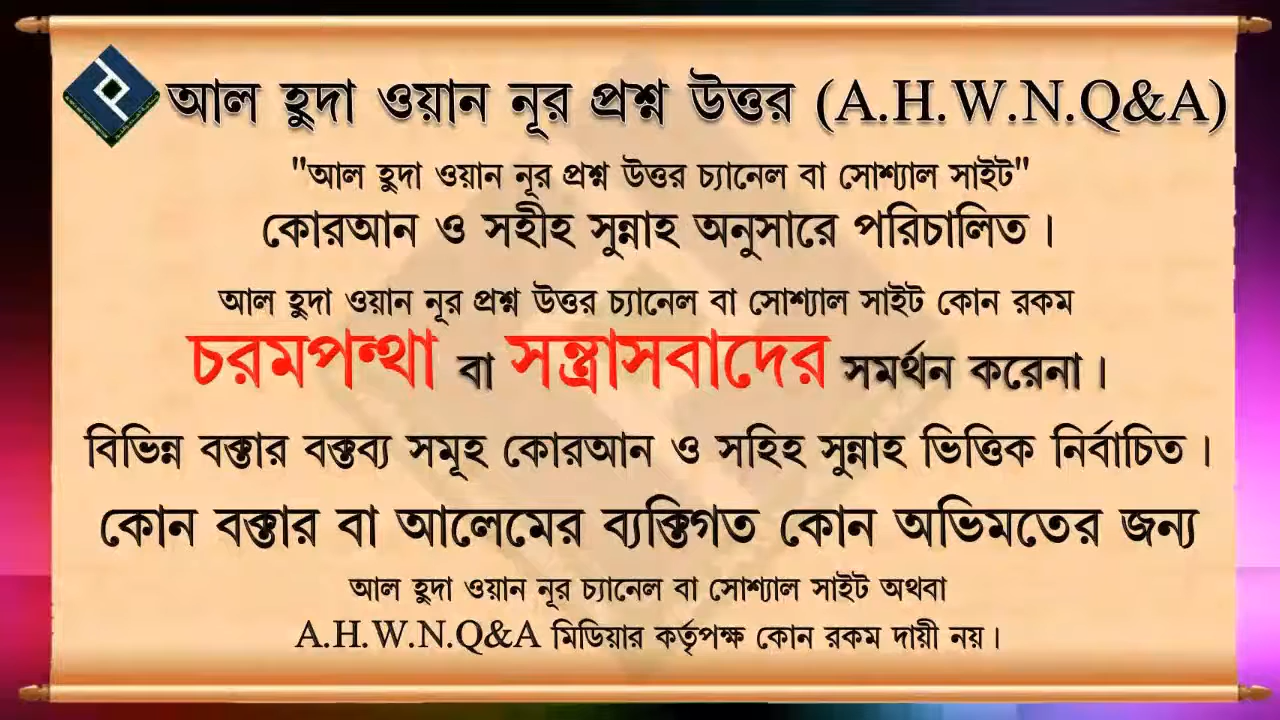 আল হুদা ওয়ান নূর প্রশ্ন উত্তর (A.H.W.N.Q&A)
"আল হুদা ওয়ান নূর প্রশ্ন উত্তর চ্যানেল বা সোশ্যাল সাইট"
কোরআন ও সহীহ সুন্নাহ অনুসারে পরিচালিত।
আল হুদা ওয়ান নূর প্রশ্ন উত্তর চ্যানেল বা সোশ্যাল সাইট কোন রকম
চরমপন্থা বা সন্ত্রাসবাদের সমর্থন করেনা।
বিভিন্ন বক্তার বক্তব্য সমূহ কোরআন ও সহিহ সুন্নাহ ভিত্তিক নির্বাচিত।
কোন বক্তার বা আলেমের ব্যক্তিগত কোন অভিমতের জন্য
আল হুদা ওয়ান নূর চ্যানেল বা সোশ্যাল সাইট অথবা
A.H.W.N.Q&A মিডিয়ার কর্তৃপক্ষ কোন রকম দায়ী নয়।